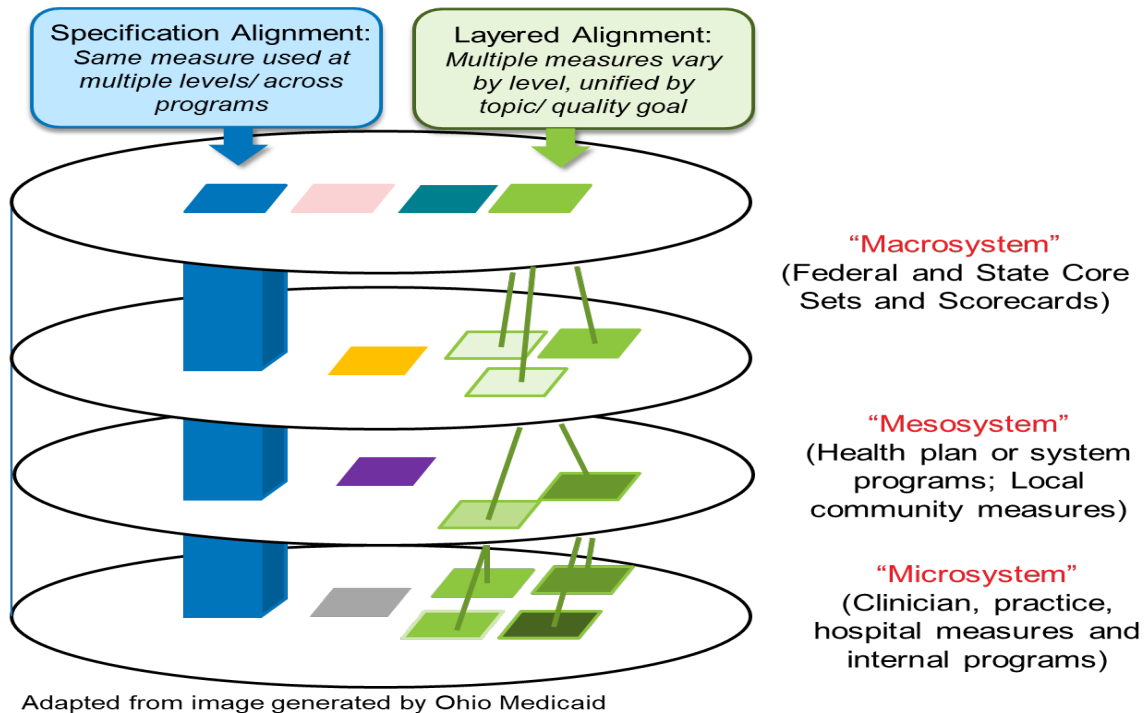 Specification Alignment:
Same measure used at
multiple levels/ across
programs
Layered Alignment:
Multiple measures vary
by level, unified by
topic/ quality goal
“Macrosystem”
(Federal and State Core
Sets and Scorecards)
“Mesosystem”
(Health plan or system
programs; Local
community measures)
“Microsystem”
(Clinician, practice,
hospital measures and
internal programs)
Adapted from image generated by Ohio Medicaid